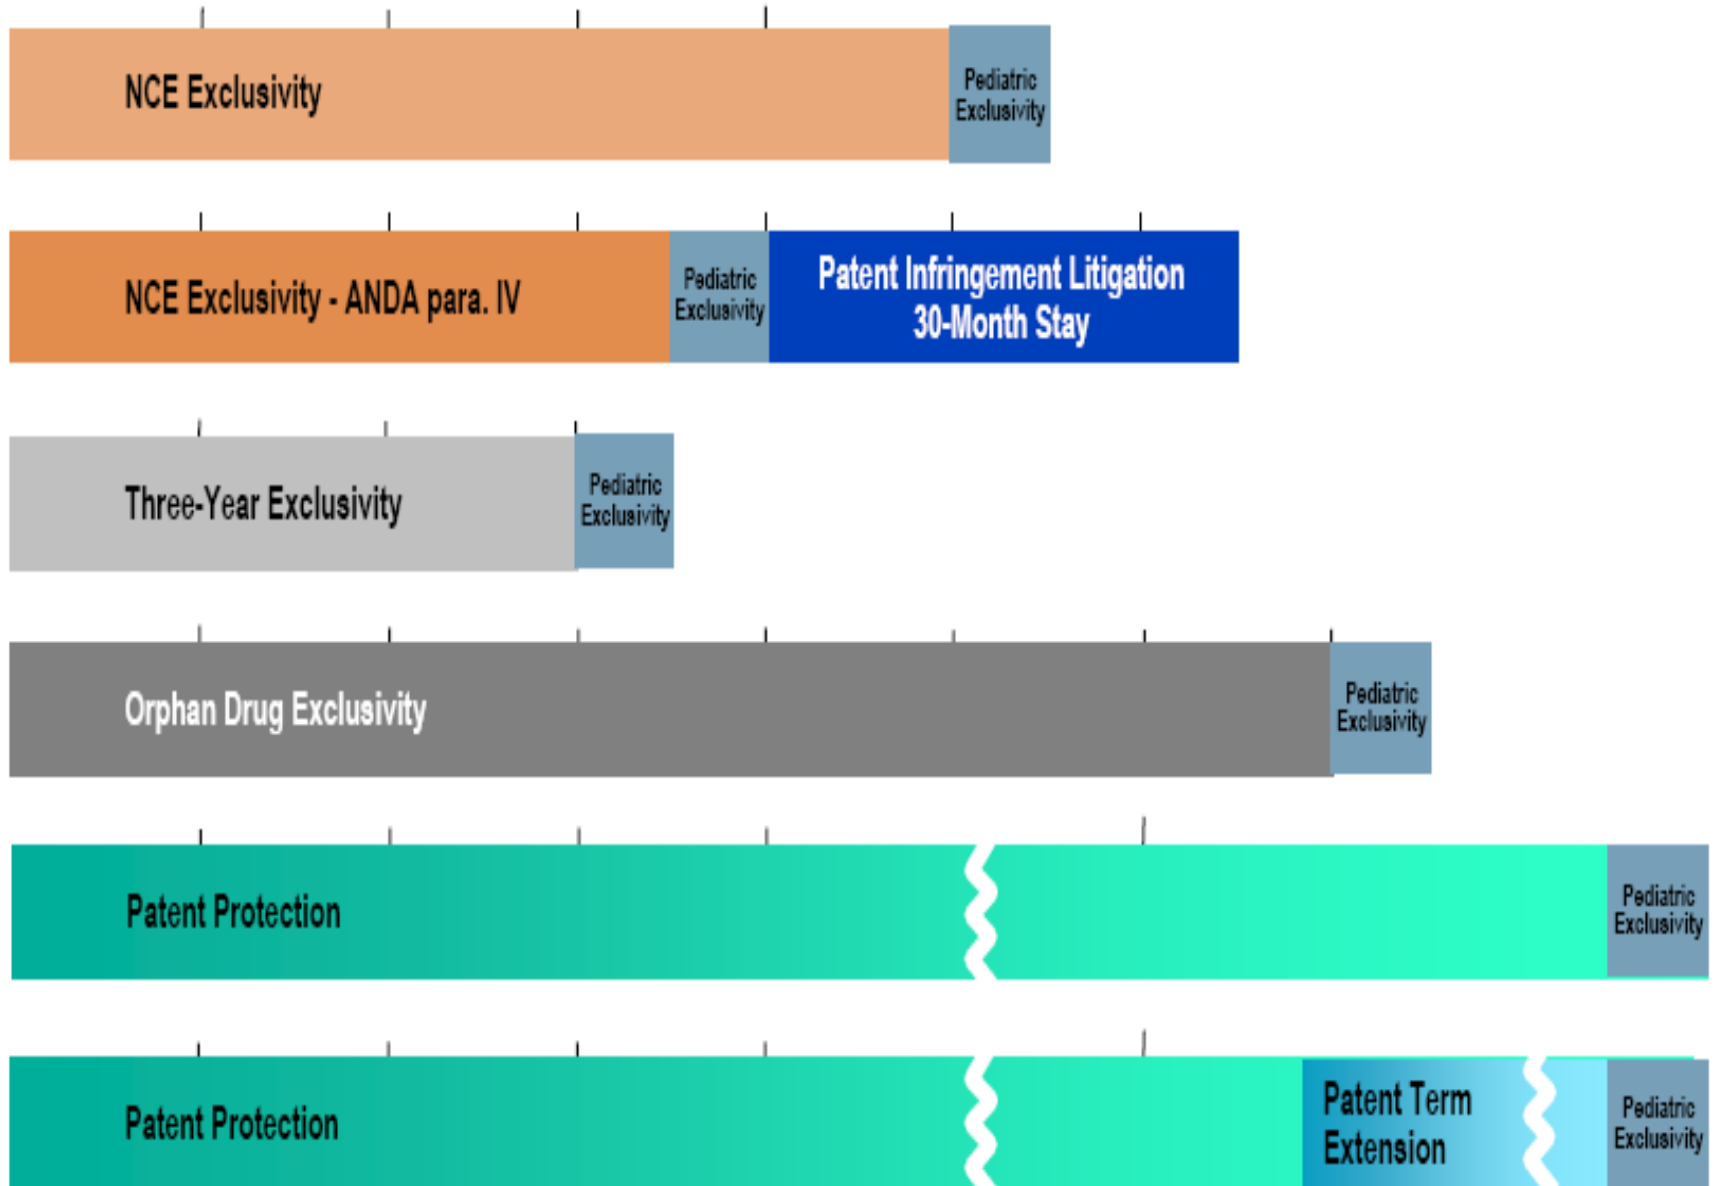 NCE Exclusivity
Pediatric
Exclusivity
NCE Exclusivity - ANDA para. IV
Pediatric
Exclusivity
Patent Infringement Litigation
30-Month Stay
Three-Year Exclusivity
Pediatric
Exclusivity
Orphan Drug Exclusivity
Pediatric
Exclusivity
Patent Protection
Pediatric
Exclusivity
Patent Protection
Patent Term
Extension
Pediatric
Exclusivity